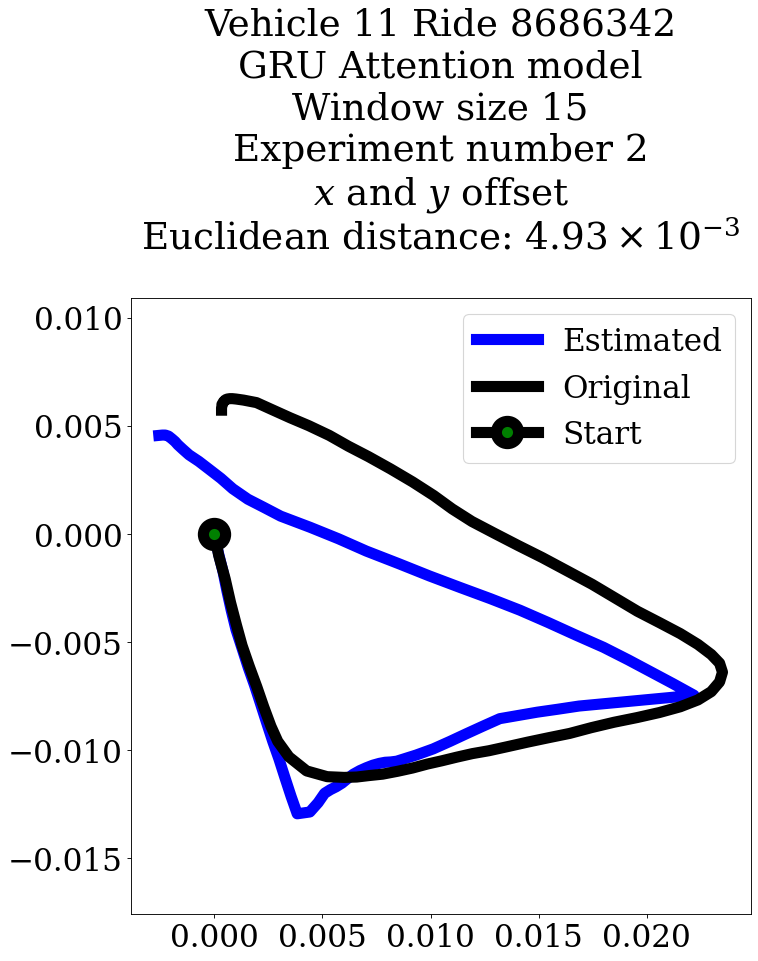 Vehicle 11 Ride 8686342
GRU Attention model
Window size 15
Experiment number 2
x and y offset
Euclidean distance: 4.93 × 10⁻³
Estimated
Original
Start
0.010
0.005
0.000
−0.005
−0.010
−0.015
0.000 0.005 0.010 0.015 0.020